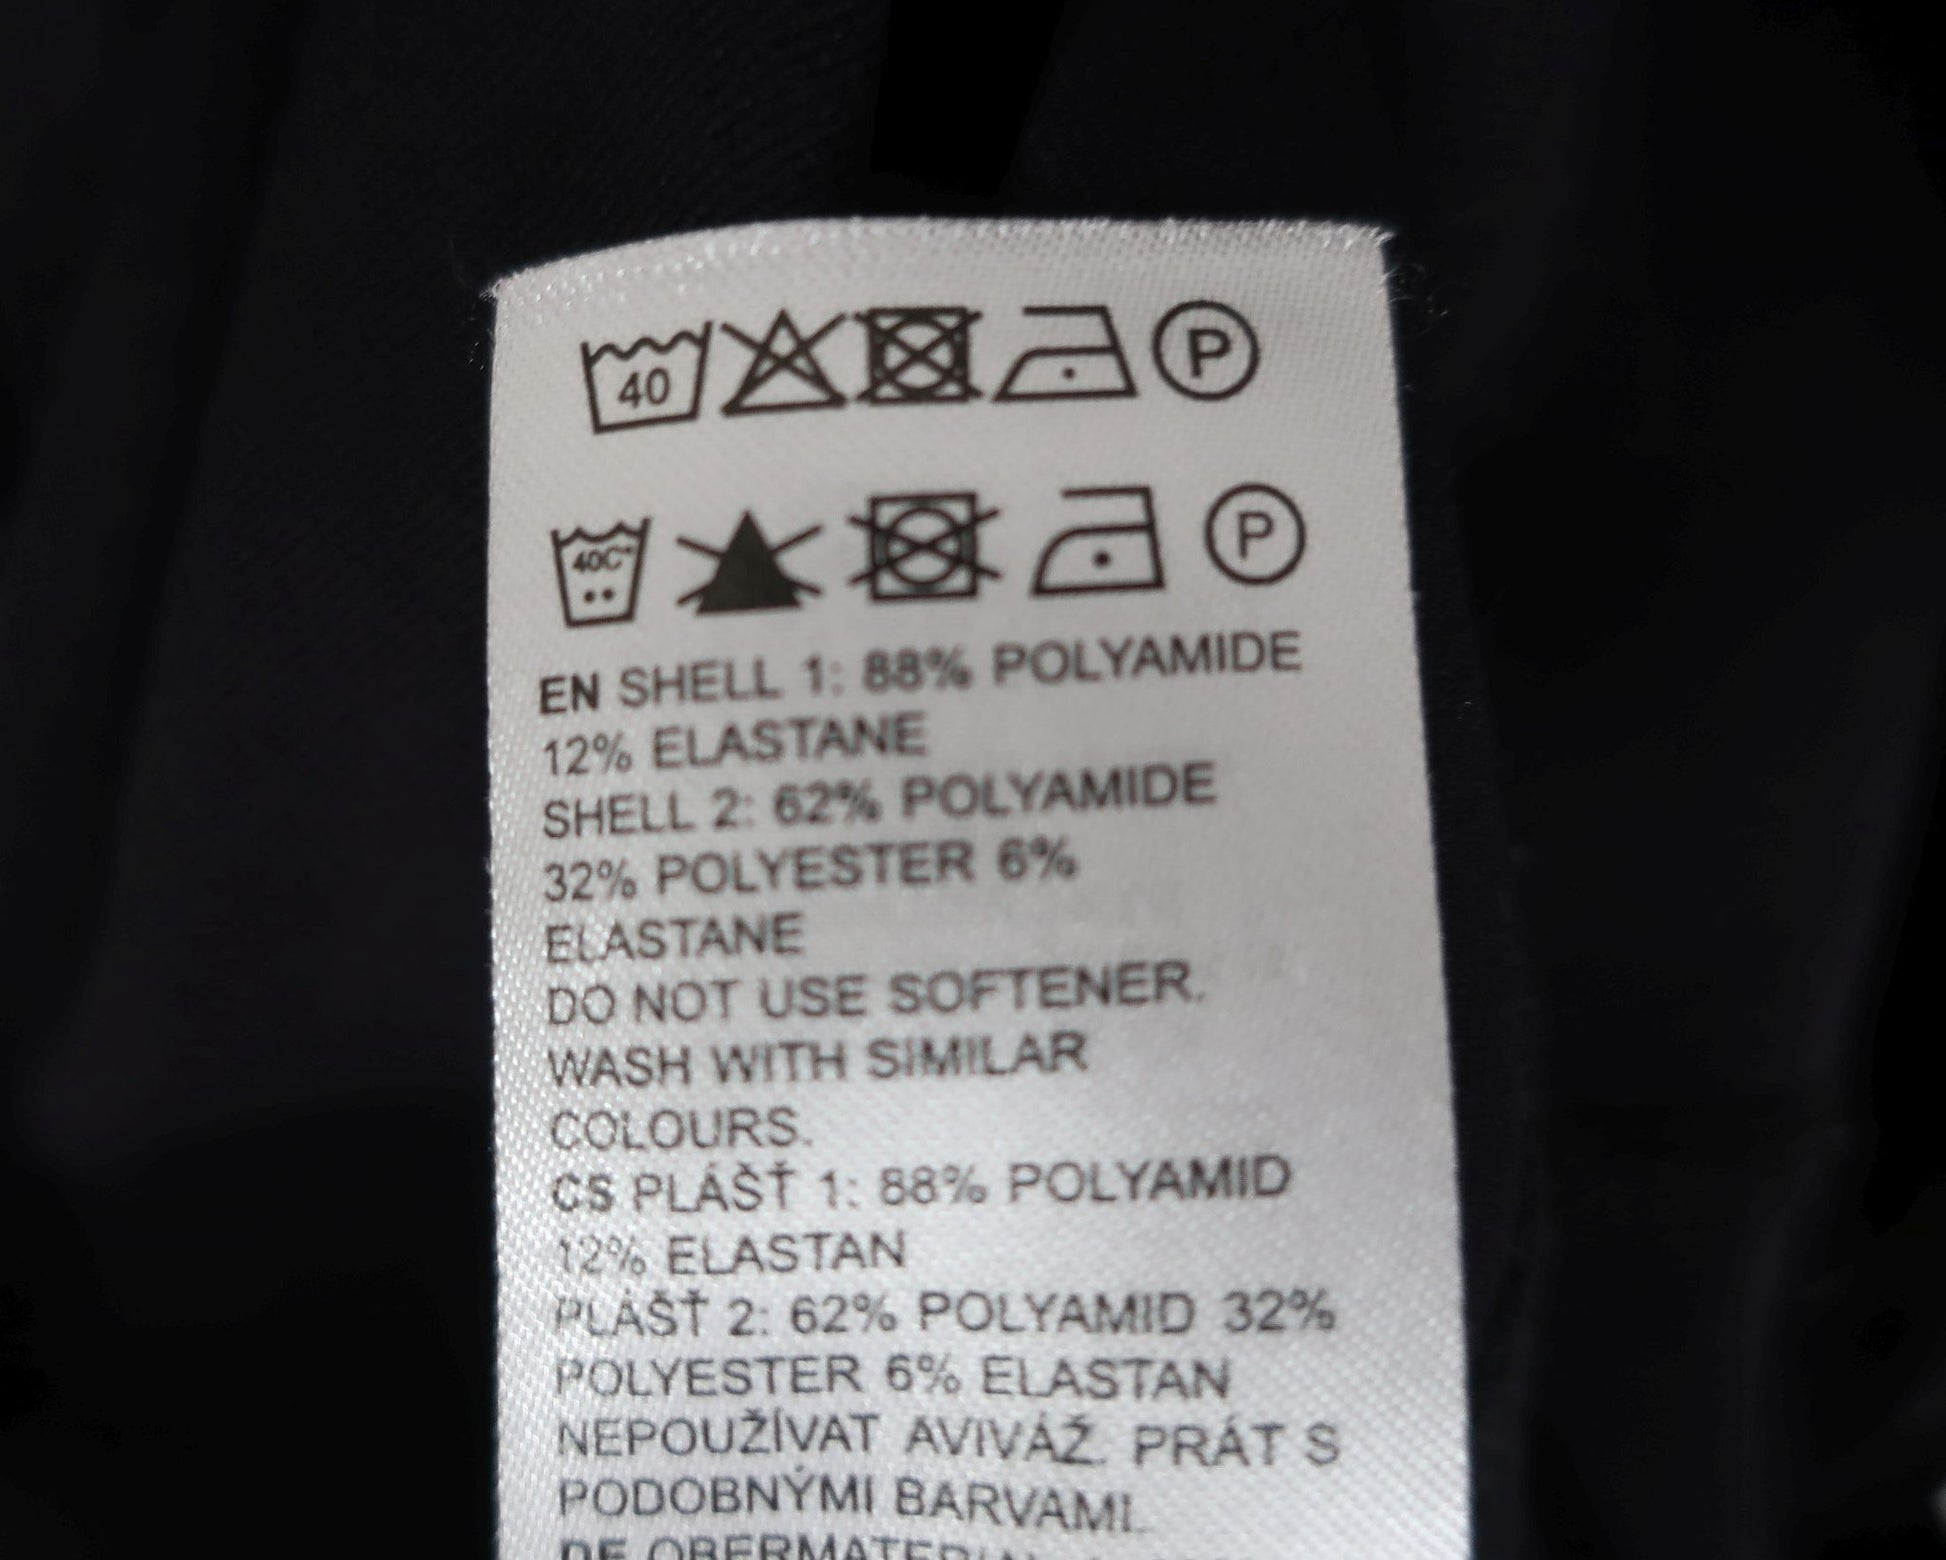 40
P
40C°
P
EN SHELL 1: 88% POLYAMIDE
12% ELASTANE
SHELL 2: 62% POLYAMIDE
32% POLYESTER 6%
ELASTANE
DO NOT USE SOFTENER.
WASH WITH SIMILAR
COLOURS.
CS PLÁŠŤ 1: 88% POLYAMID
12% ELASTAN
PLÁŠŤ 2: 62% POLYAMID 32%
POLYESTER 6% ELASTAN
NEPOUŽÍVAT AVIVÁŽ. PRÁT S
PODOBNÝMI BARVAMI.
DE